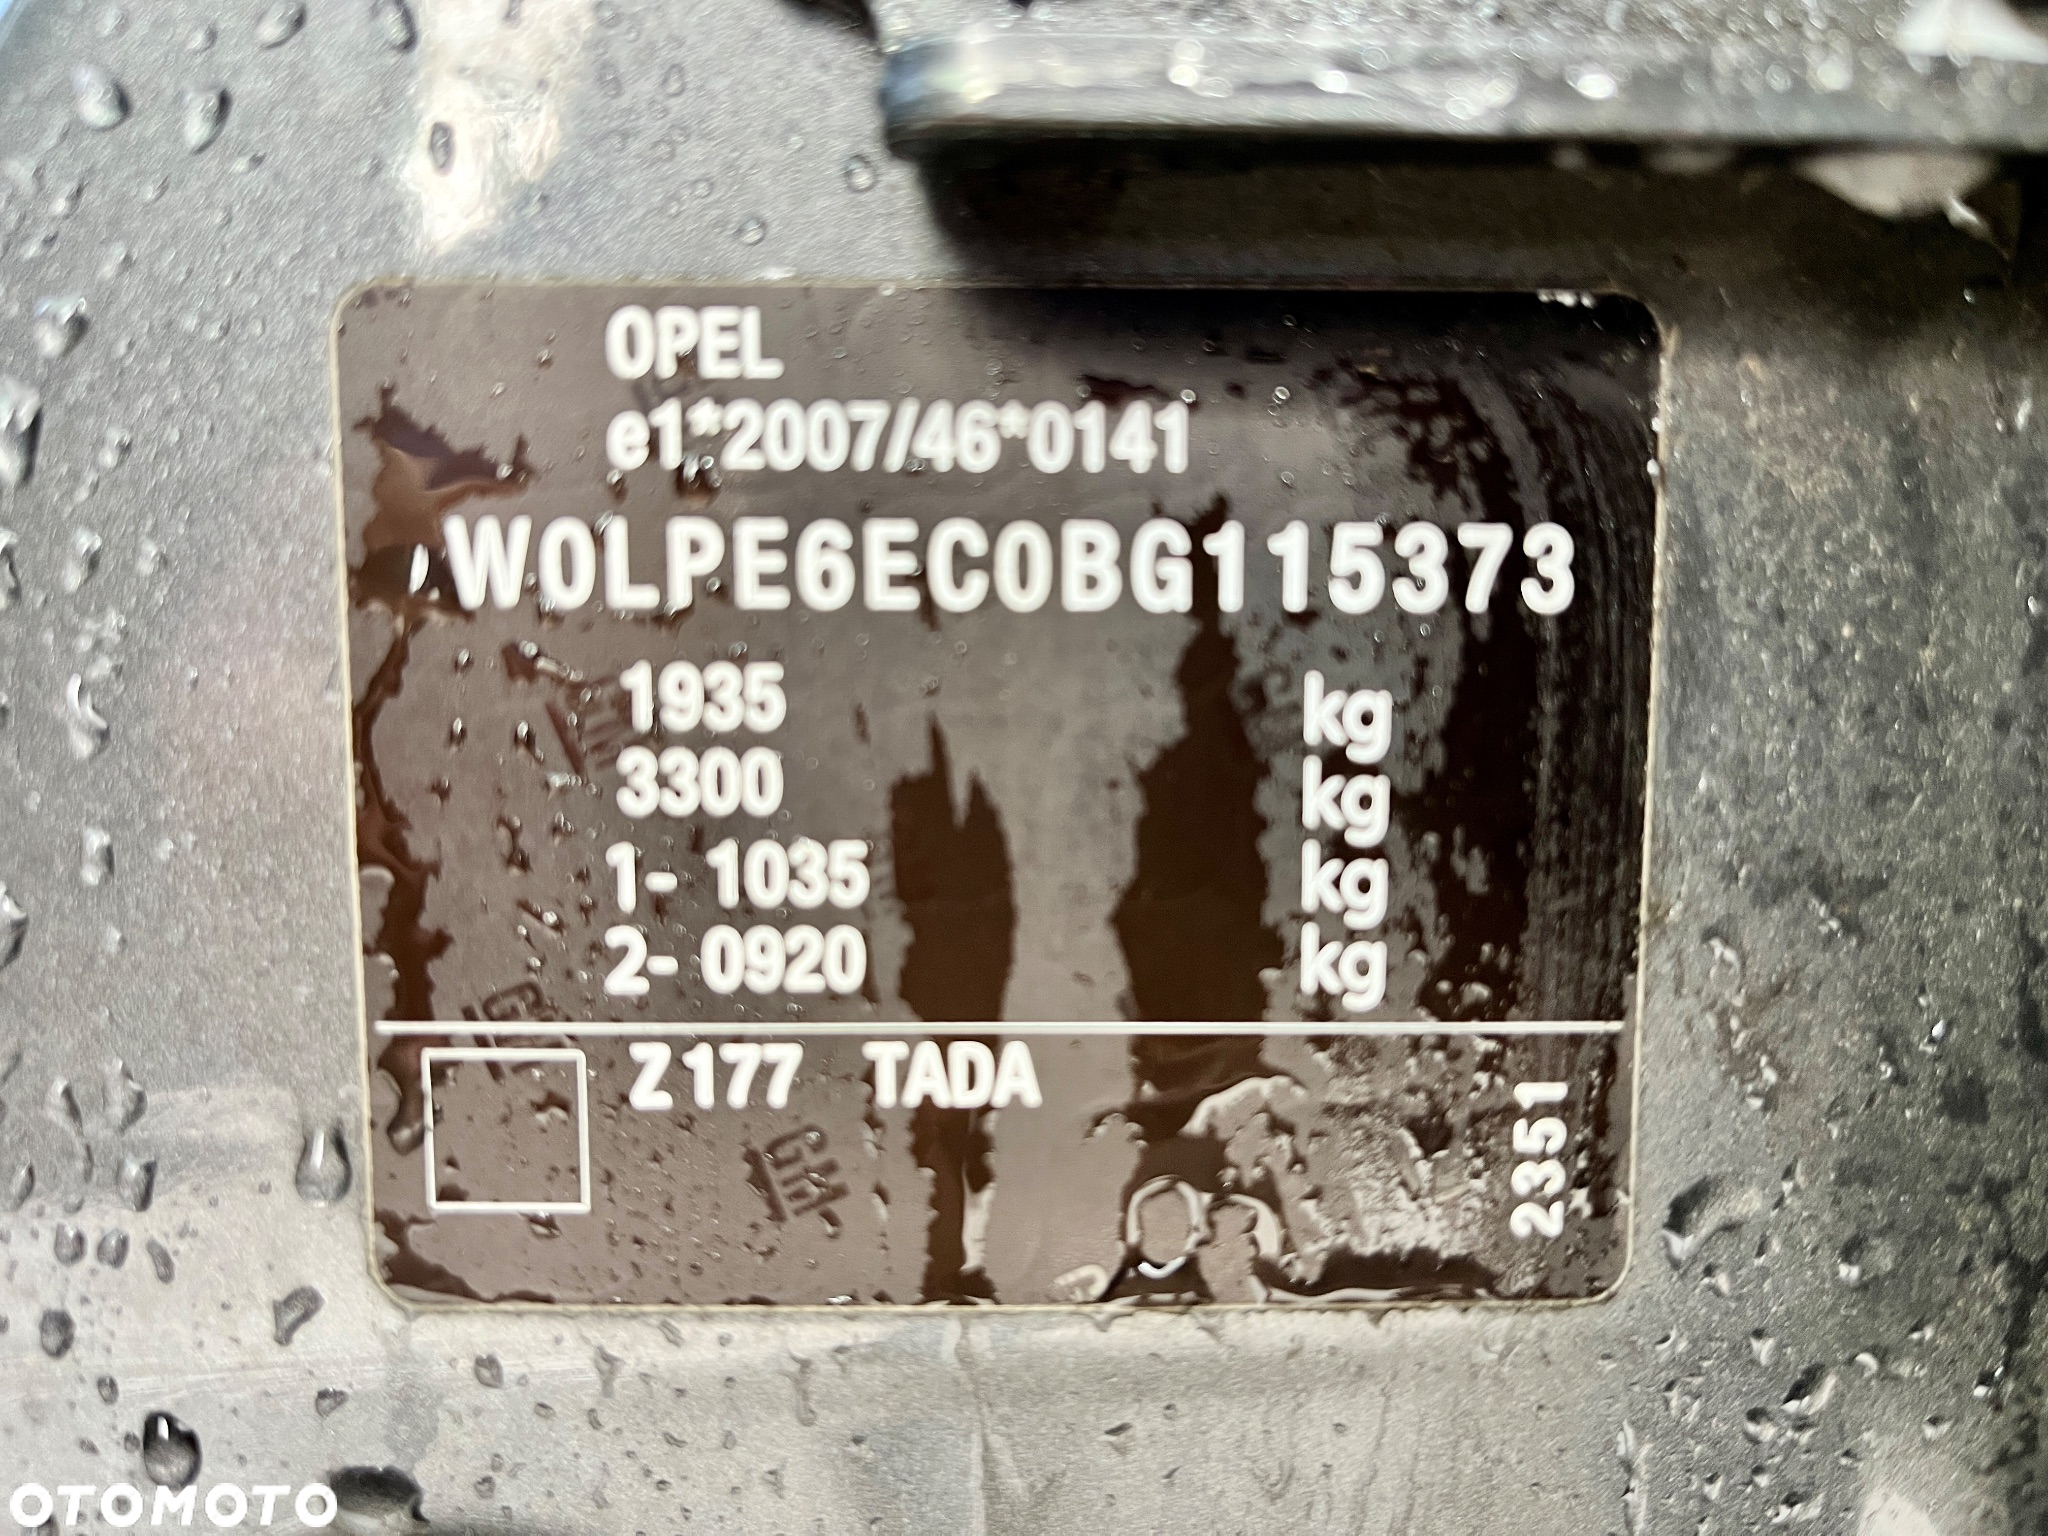 OPEL
e1*2007/46*0141
W0LPE6EC0BG115373
1935 kg
3300 kg
1- 1035 kg
2- 0920 kg
Z177 TADA
2351
GM
OTOMOTO